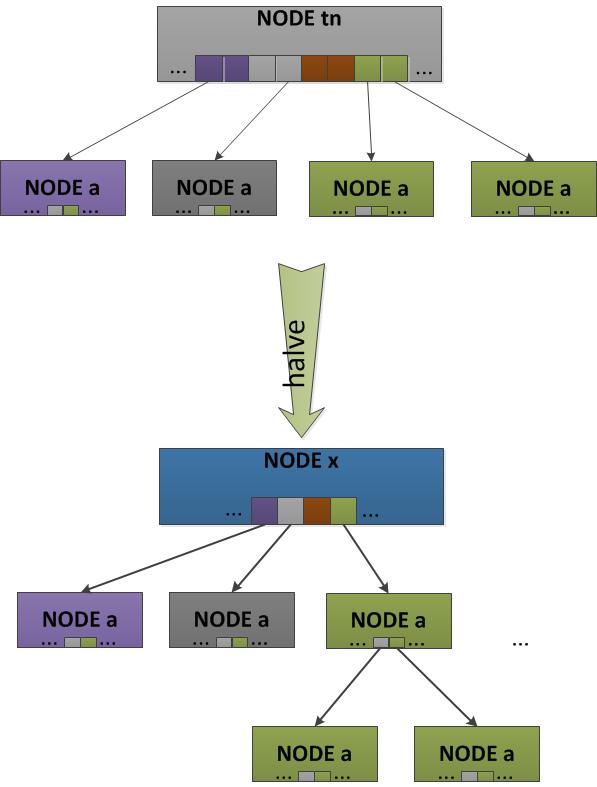 NODE tn
... ...
NODE a NODE a NODE a NODE a
... ... ... ... ... ... ... ...
halve
NODE x
... ...
NODE a NODE a NODE a
... ... ... ... ... ... ...
NODE a NODE a
... ... ... ...